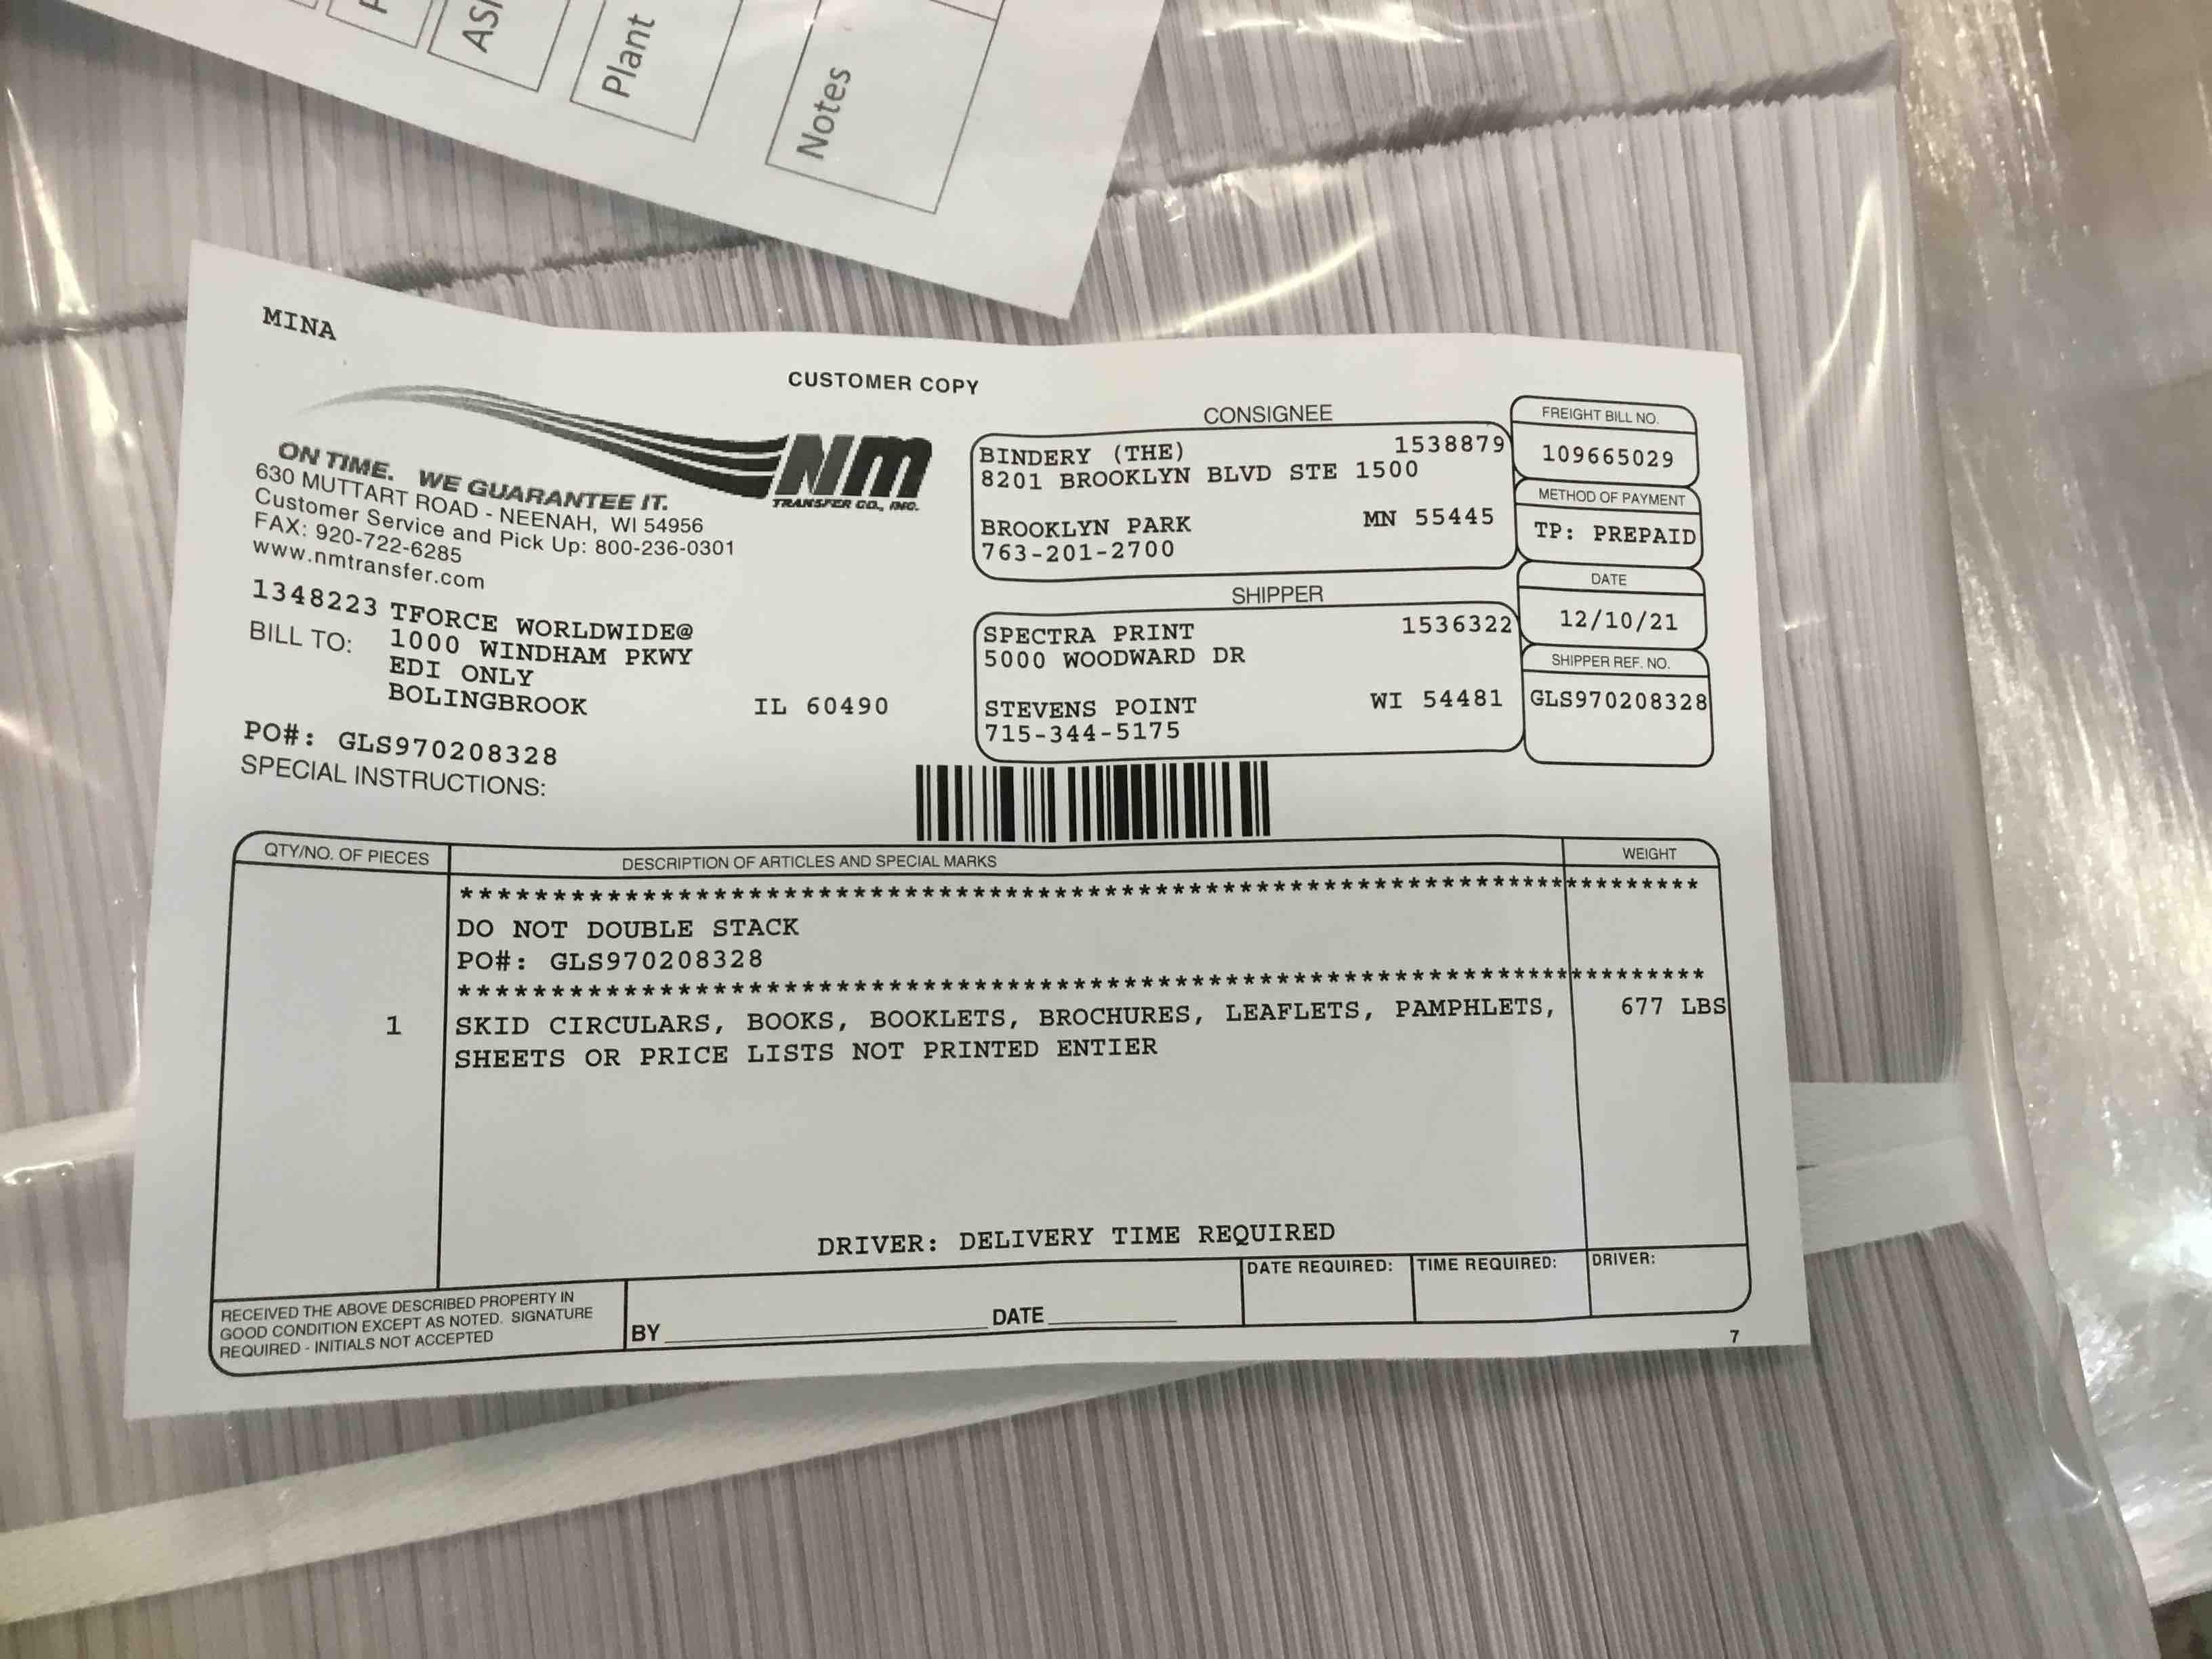 Plant
Notes
MINA
CUSTOMER COPY
NM
TRANSFER CO., INC.
ON TIME. WE GUARANTEE IT.
630 MUTTART ROAD - NEENAH, WI 54956
Customer Service and Pick Up: 800-236-0301
FAX: 920-722-6285
www.nmtransfer.com
1348223 TFORCE WORLDWIDE@
BILL TO: 1000 WINDHAM PKWY
EDI ONLY
BOLINGBROOK IL 60490
PO#: GLS970208328
SPECIAL INSTRUCTIONS:
CONSIGNEE
BINDERY (THE) 1538879
8201 BROOKLYN BLVD STE 1500
BROOKLYN PARK MN 55445
763-201-2700
SHIPPER
SPECTRA PRINT 1536322
5000 WOODWARD DR
STEVENS POINT WI 54481
715-344-5175
FREIGHT BILL NO.
109665029
METHOD OF PAYMENT
TP: PREPAID
DATE
12/10/21
SHIPPER REF. NO.
GLS970208328
QTY/NO. OF PIECES DESCRIPTION OF ARTICLES AND SPECIAL MARKS WEIGHT
********************************************************************************
DO NOT DOUBLE STACK
PO#: GLS970208328
********************************************************************************
1 SKID CIRCULARS, BOOKS, BOOKLETS, BROCHURES, LEAFLETS, PAMPHLETS, 677 LBS
SHEETS OR PRICE LISTS NOT PRINTED ENTIER
DRIVER: DELIVERY TIME REQUIRED
RECEIVED THE ABOVE DESCRIBED PROPERTY IN
GOOD CONDITION EXCEPT AS NOTED. SIGNATURE
REQUIRED - INITIALS NOT ACCEPTED
BY DATE
DATE REQUIRED: TIME REQUIRED: DRIVER:
7